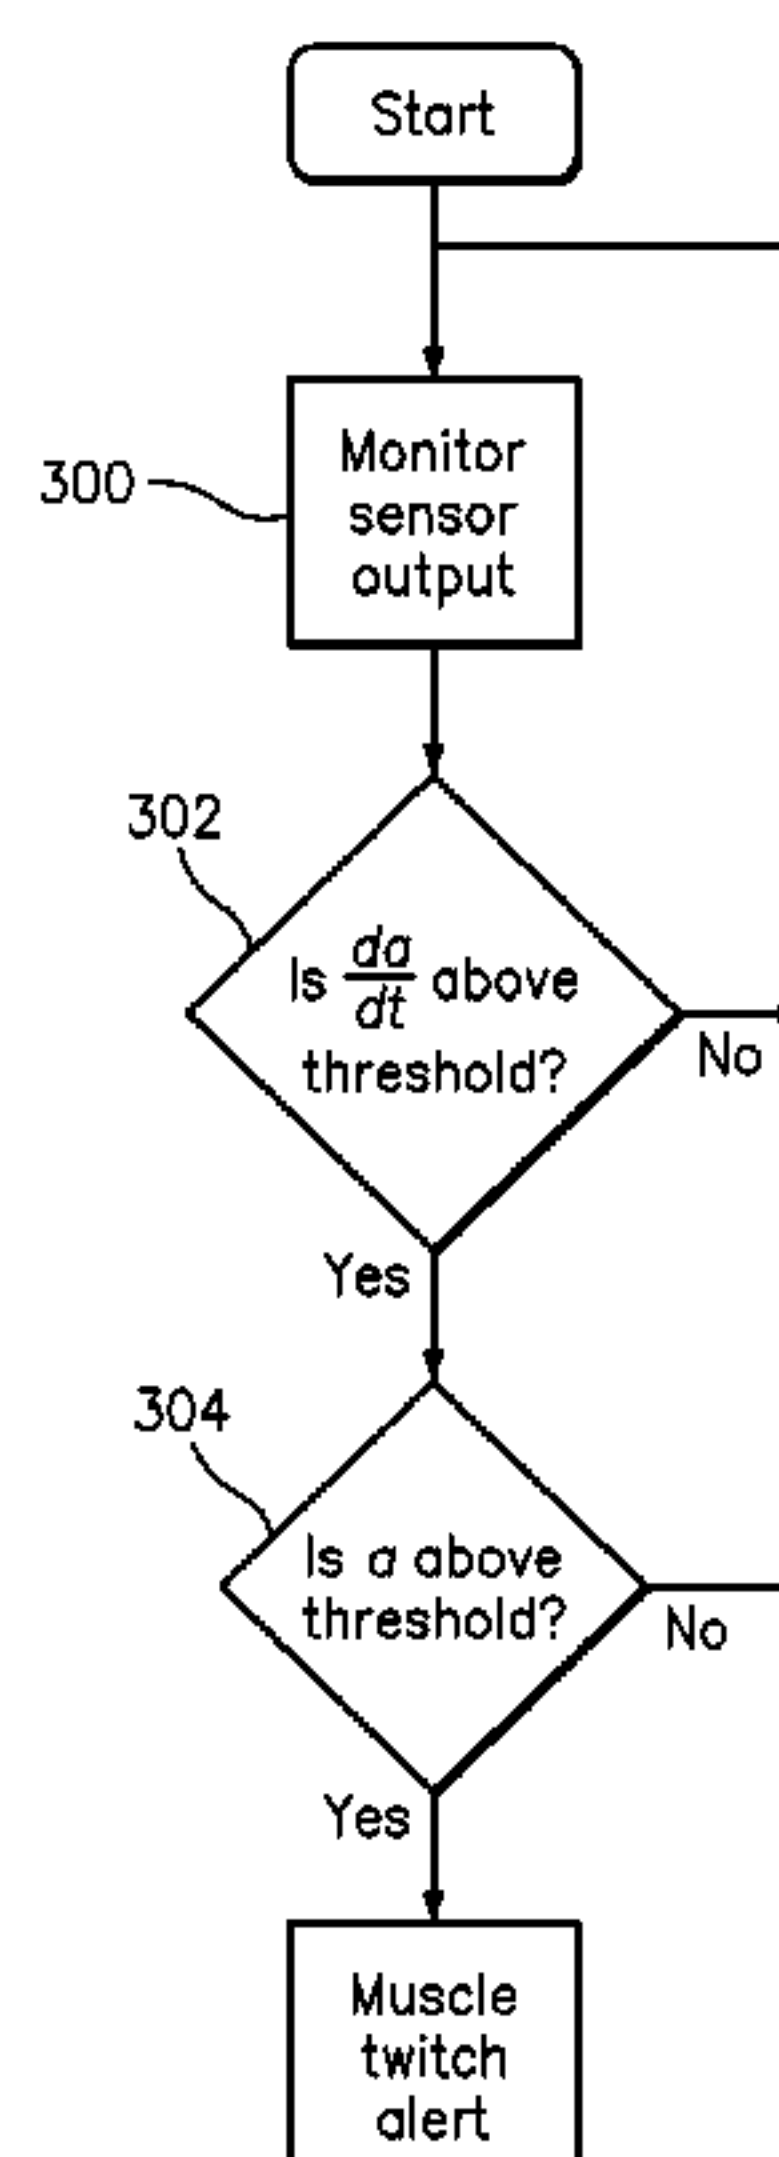 Start
300
Monitor
sensor
output
302
Is da/dt above
threshold?
No
Yes
304
Is a above
threshold?
No
Yes
Muscle
twitch
alert